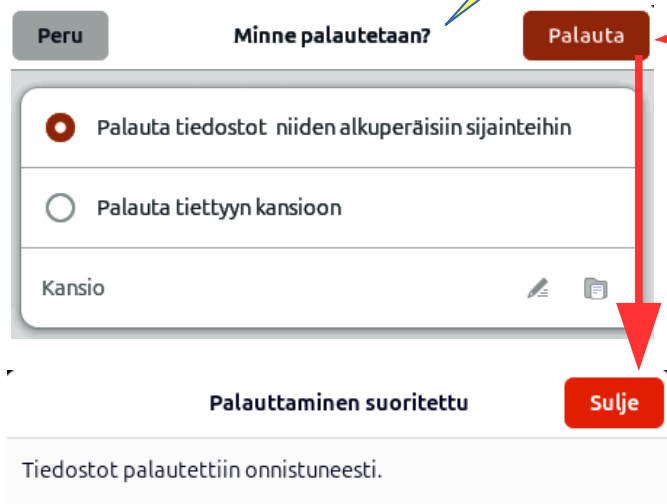 Peru Minne palautetaan? Palauta
Palauta tiedostot niiden alkuperäisiin sijainteihin
Palauta tiettyyn kansioon
Kansio
Palauttaminen suoritettu Sulje
Tiedostot palautettiin onnistuneesti.